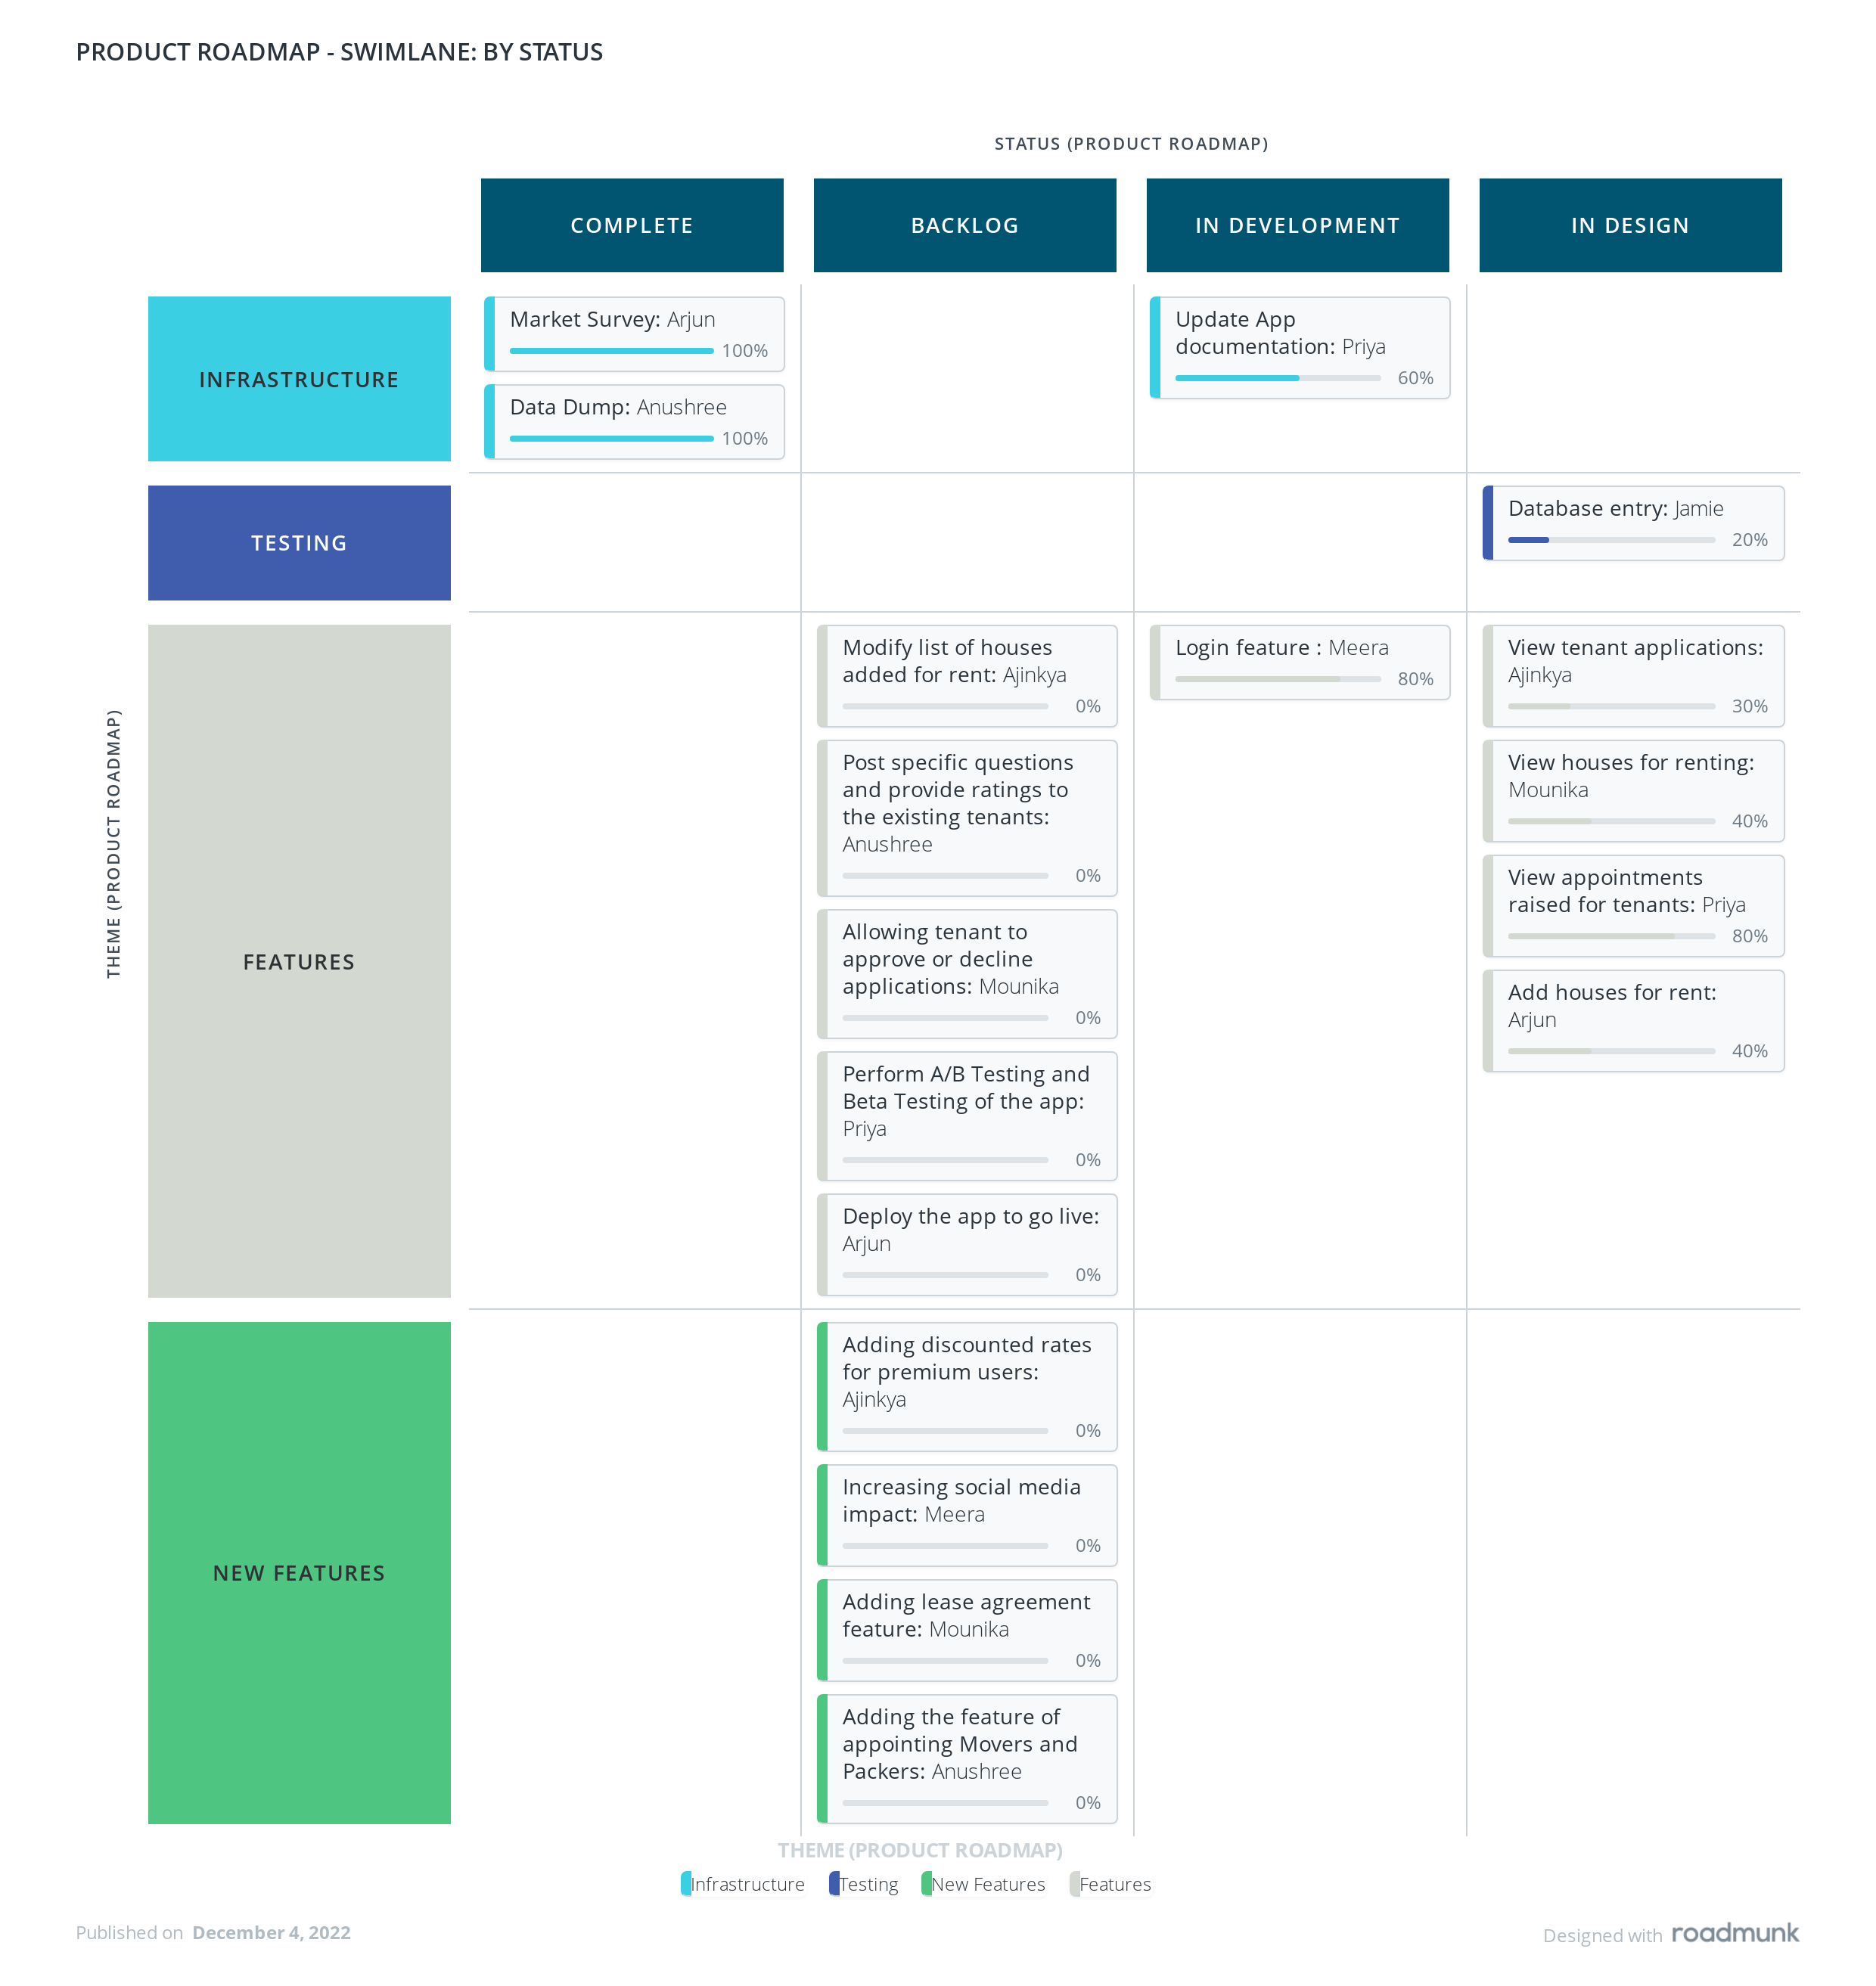 PRODUCT ROADMAP - SWIMLANE: BY STATUS
STATUS (PRODUCT ROADMAP)
COMPLETE
BACKLOG
IN DEVELOPMENT
IN DESIGN
THEME (PRODUCT ROADMAP)
INFRASTRUCTURE
Market Survey: Arjun
100%
Data Dump: Anushree
100%
Update App
documentation: Priya
60%
TESTING
Database entry: Jamie
20%
FEATURES
Modify list of houses
added for rent: Ajinkya
0%
Post specific questions
and provide ratings to
the existing tenants:
Anushree
0%
Allowing tenant to
approve or decline
applications: Mounika
0%
Perform A/B Testing and
Beta Testing of the app:
Priya
0%
Deploy the app to go live:
Arjun
0%
Login feature : Meera
80%
View tenant applications:
Ajinkya
30%
View houses for renting:
Mounika
40%
View appointments
raised for tenants: Priya
80%
Add houses for rent:
Arjun
40%
NEW FEATURES
Adding discounted rates
for premium users:
Ajinkya
0%
Increasing social media
impact: Meera
0%
Adding lease agreement
feature: Mounika
0%
Adding the feature of
appointing Movers and
Packers: Anushree
0%
THEME (PRODUCT ROADMAP)
Infrastructure Testing New Features Features
Published on December 4, 2022
Designed with roadmunk